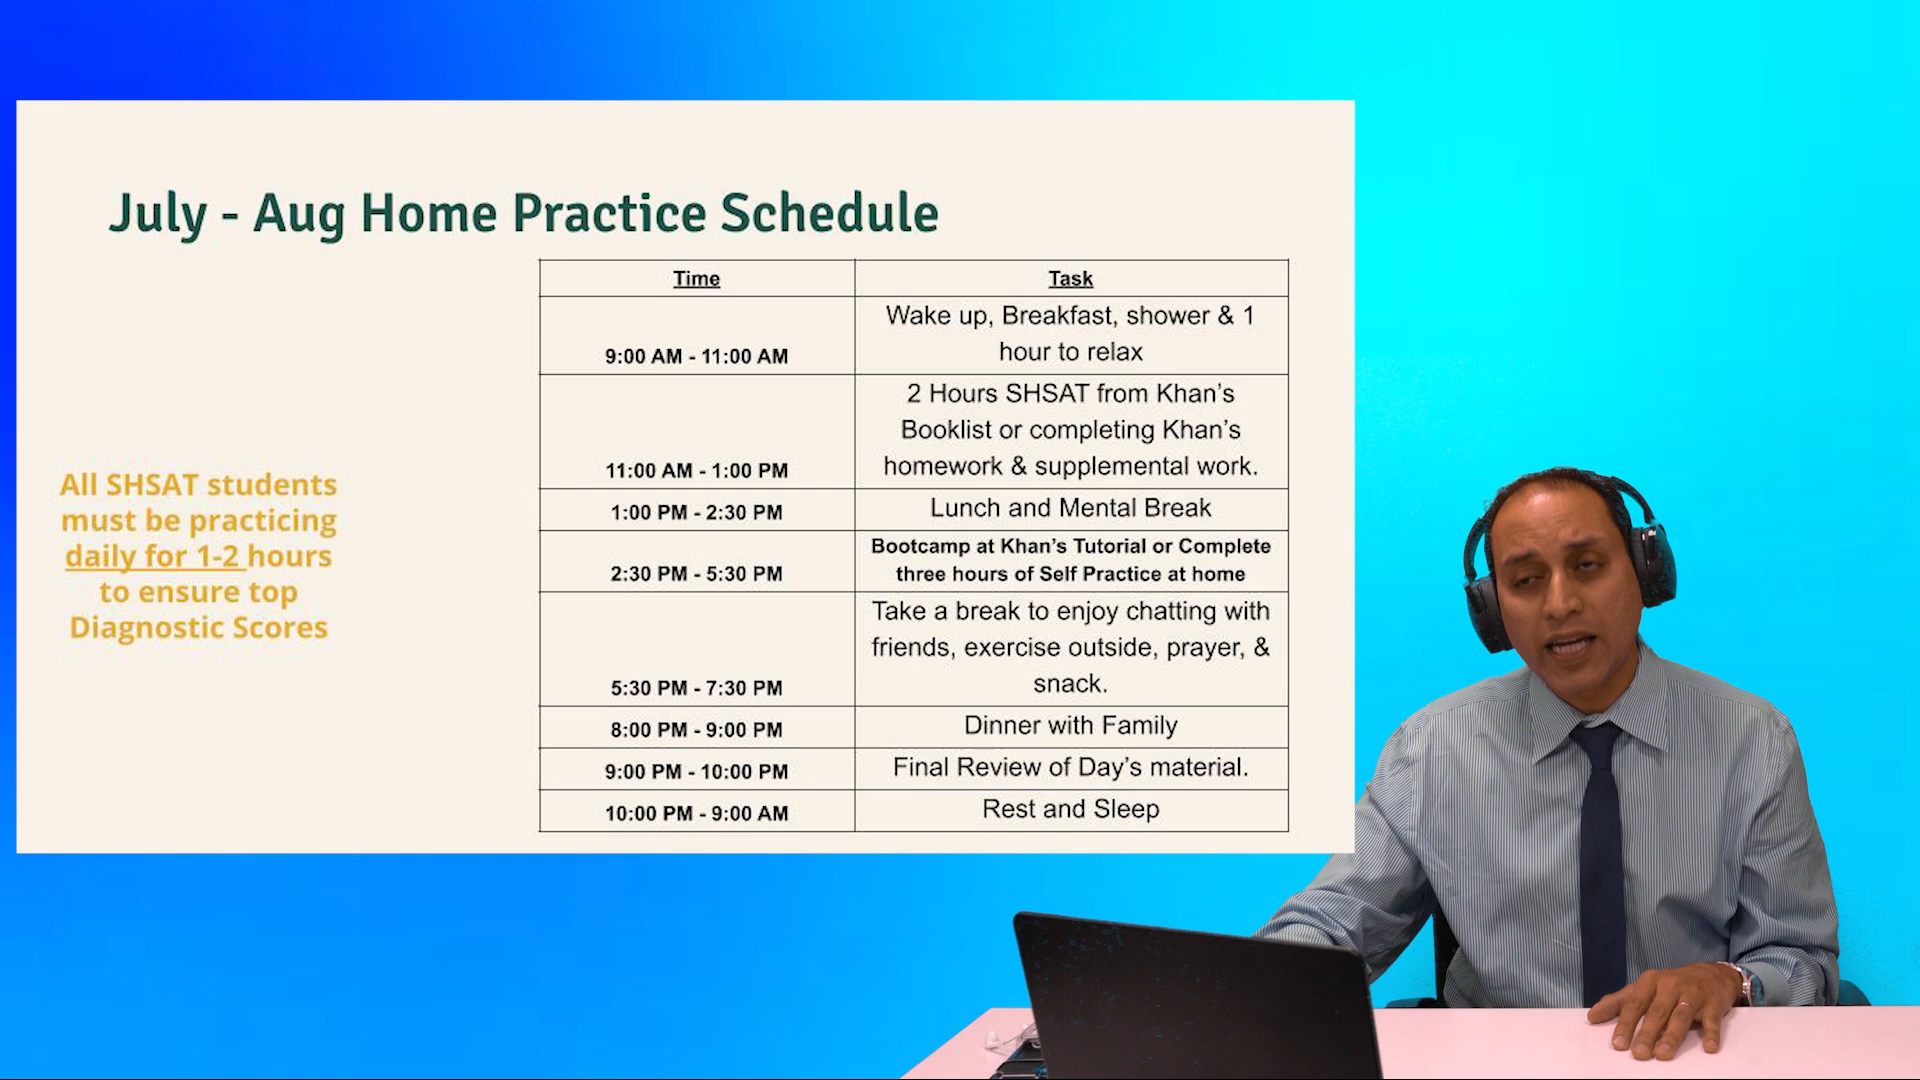 July - Aug Home Practice Schedule
All SHSAT students
must be practicing
daily for 1-2 hours
to ensure top
Diagnostic Scores
Time Task
9:00 AM - 11:00 AM Wake up, Breakfast, shower & 1
hour to relax
11:00 AM - 1:00 PM 2 Hours SHSAT from Khan's
Booklist or completing Khan's
homework & supplemental work.
1:00 PM - 2:30 PM Lunch and Mental Break
2:30 PM - 5:30 PM Bootcamp at Khan's Tutorial or Complete
three hours of Self Practice at home
5:30 PM - 7:30 PM Take a break to enjoy chatting with
friends, exercise outside, prayer, &
snack.
8:00 PM - 9:00 PM Dinner with Family
9:00 PM - 10:00 PM Final Review of Day's material.
10:00 PM - 9:00 AM Rest and Sleep